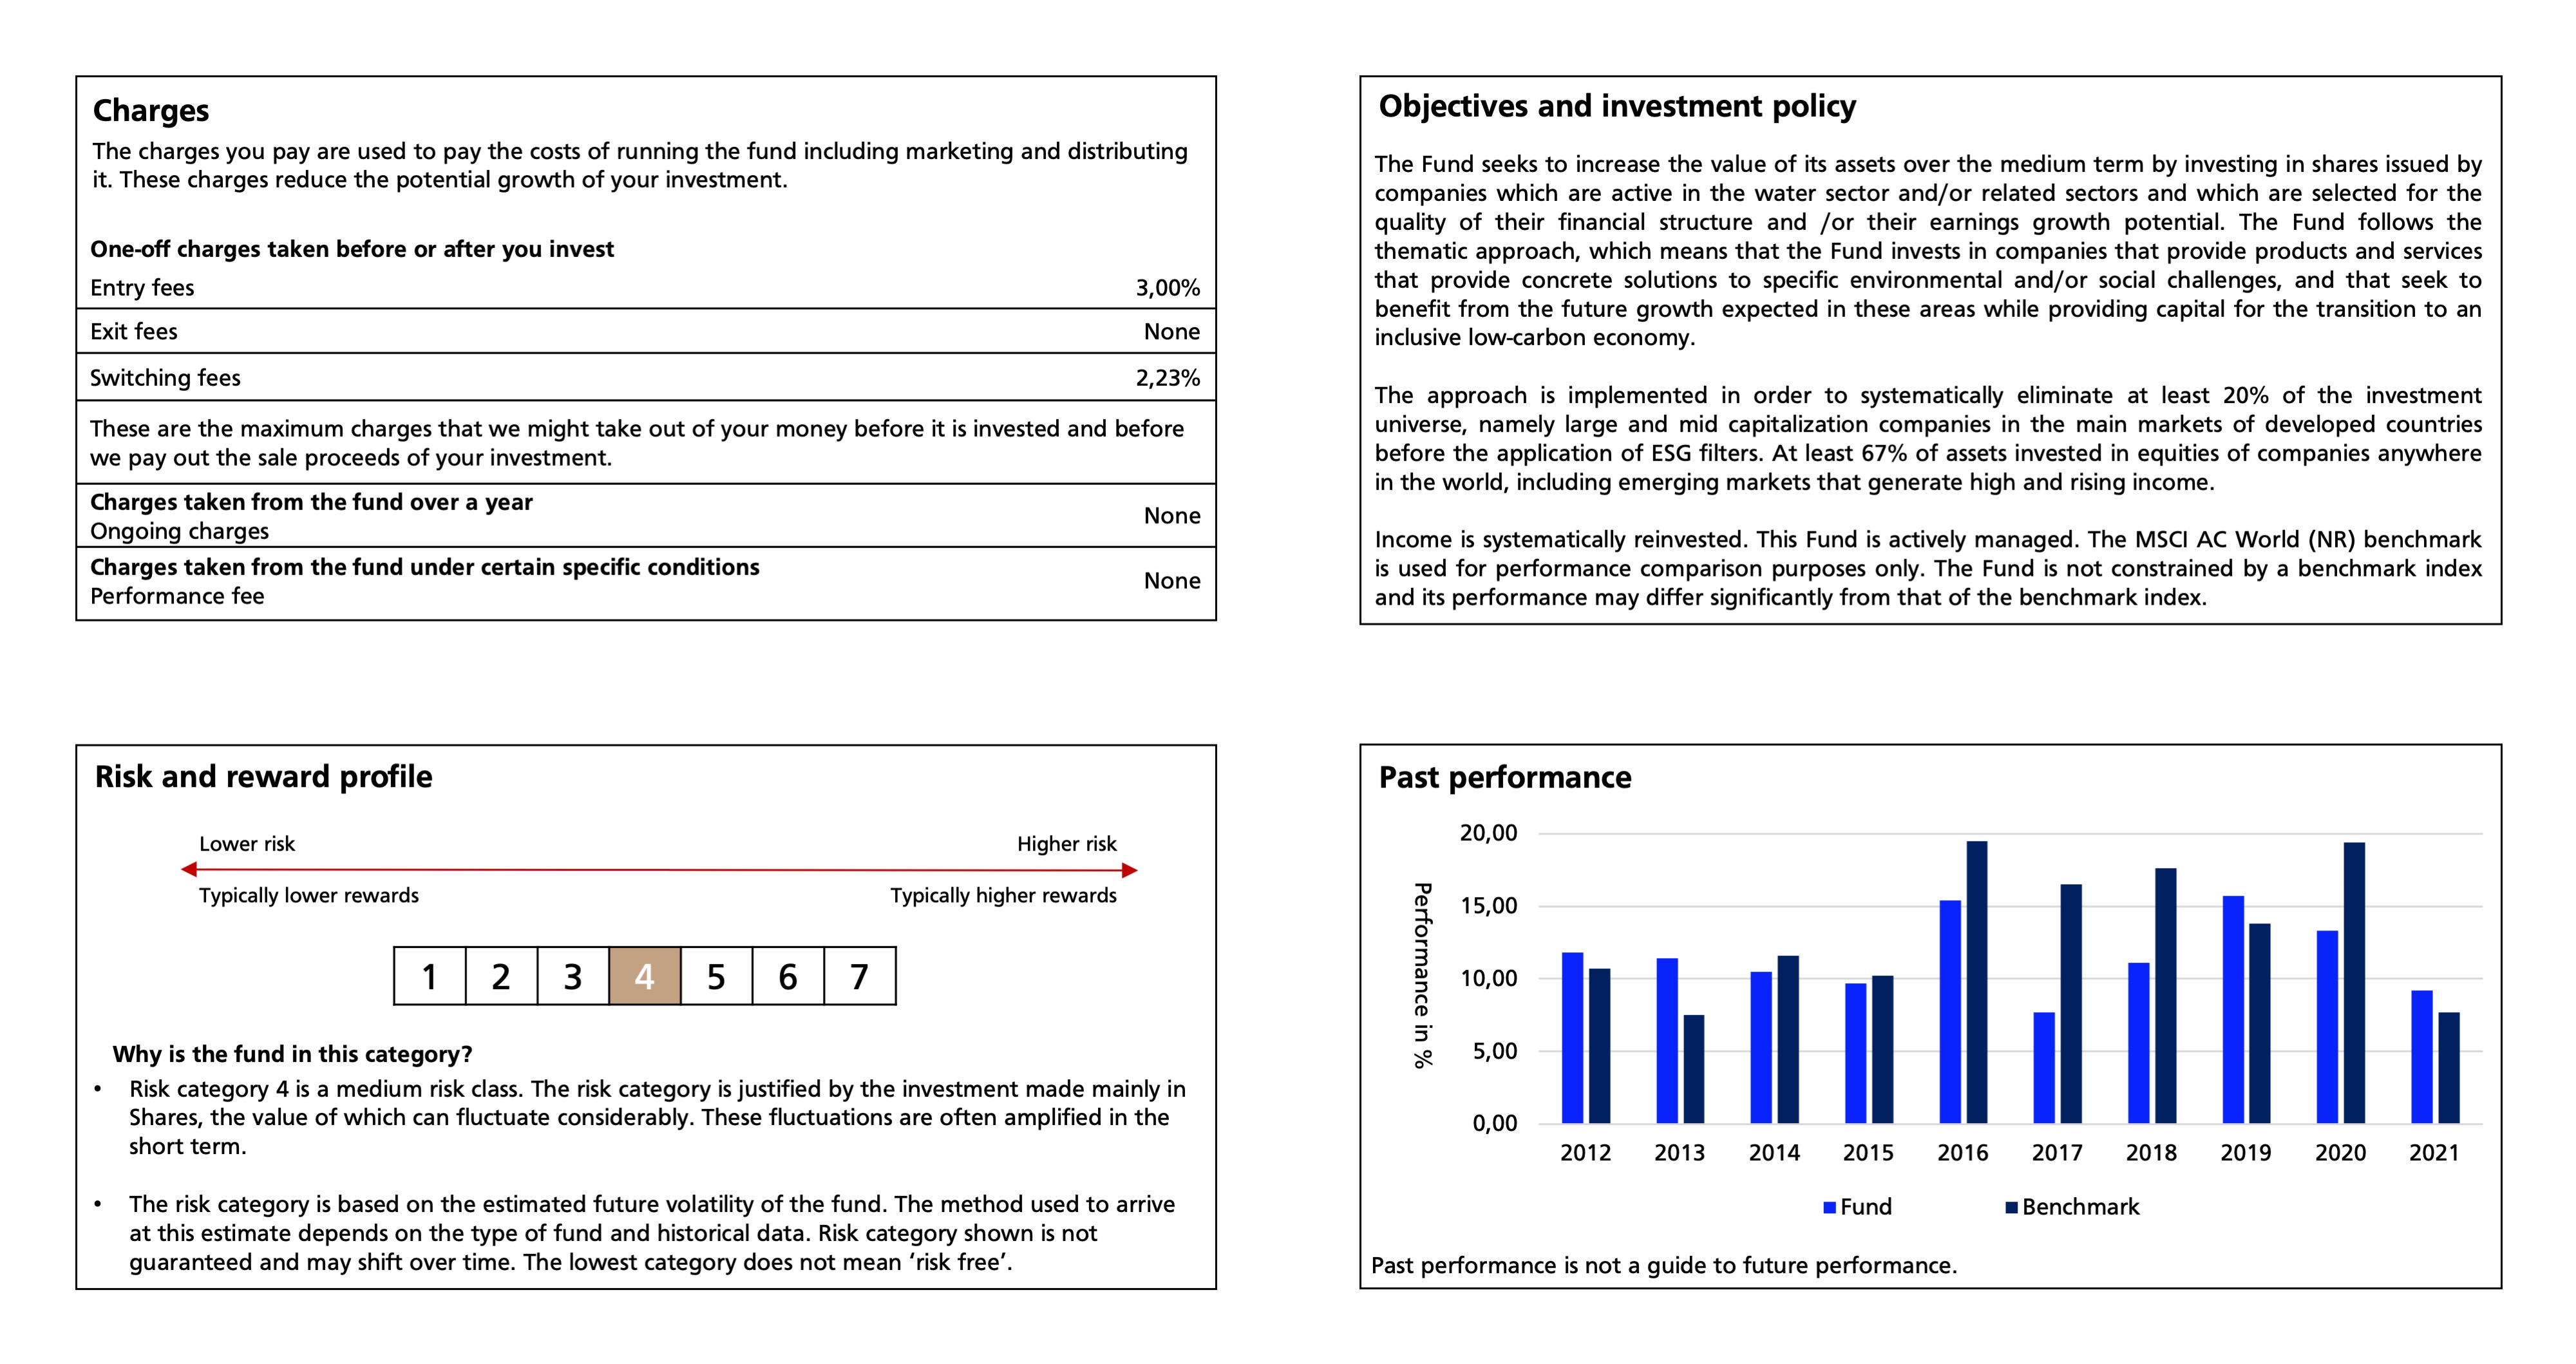 Charges
The charges you pay are used to pay the costs of running the fund including marketing and distributing
it. These charges reduce the potential growth of your investment.
One-off charges taken before or after you invest
Entry fees 3,00%
Exit fees None
Switching fees 2,23%
These are the maximum charges that we might take out of your money before it is invested and before
we pay out the sale proceeds of your investment.
Charges taken from the fund over a year
Ongoing charges None
Charges taken from the fund under certain specific conditions
Performance fee None
Objectives and investment policy
The Fund seeks to increase the value of its assets over the medium term by investing in shares issued by
companies which are active in the water sector and/or related sectors and which are selected for the
quality of their financial structure and /or their earnings growth potential. The Fund follows the
thematic approach, which means that the Fund invests in companies that provide products and services
that provide concrete solutions to specific environmental and/or social challenges, and that seek to
benefit from the future growth expected in these areas while providing capital for the transition to an
inclusive low-carbon economy.
The approach is implemented in order to systematically eliminate at least 20% of the investment
universe, namely large and mid capitalization companies in the main markets of developed countries
before the application of ESG filters. At least 67% of assets invested in equities of companies anywhere
in the world, including emerging markets that generate high and rising income.
Income is systematically reinvested. This Fund is actively managed. The MSCI AC World (NR) benchmark
is used for performance comparison purposes only. The Fund is not constrained by a benchmark index
and its performance may differ significantly from that of the benchmark index.
Risk and reward profile
Lower risk Higher risk
Typically lower rewards Typically higher rewards
1 2 3 4 5 6 7
Why is the fund in this category?
• Risk category 4 is a medium risk class. The risk category is justified by the investment made mainly in
Shares, the value of which can fluctuate considerably. These fluctuations are often amplified in the
short term.
• The risk category is based on the estimated future volatility of the fund. The method used to arrive
at this estimate depends on the type of fund and historical data. Risk category shown is not
guaranteed and may shift over time. The lowest category does not mean ‘risk free’.
Past performance
Performance in %
20,00
15,00
10,00
5,00
0,00
2012 2013 2014 2015 2016 2017 2018 2019 2020 2021
Fund Benchmark
Past performance is not a guide to future performance.